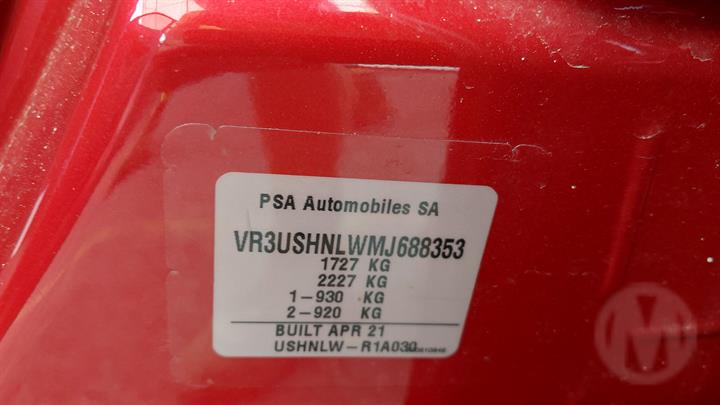 PSA Automobiles SA
VR3USHNLWMJ688353
1727 KG
2227 KG
1-930 KG
2-920 KG
BUILT APR 21
USHNLW-R1A030
M